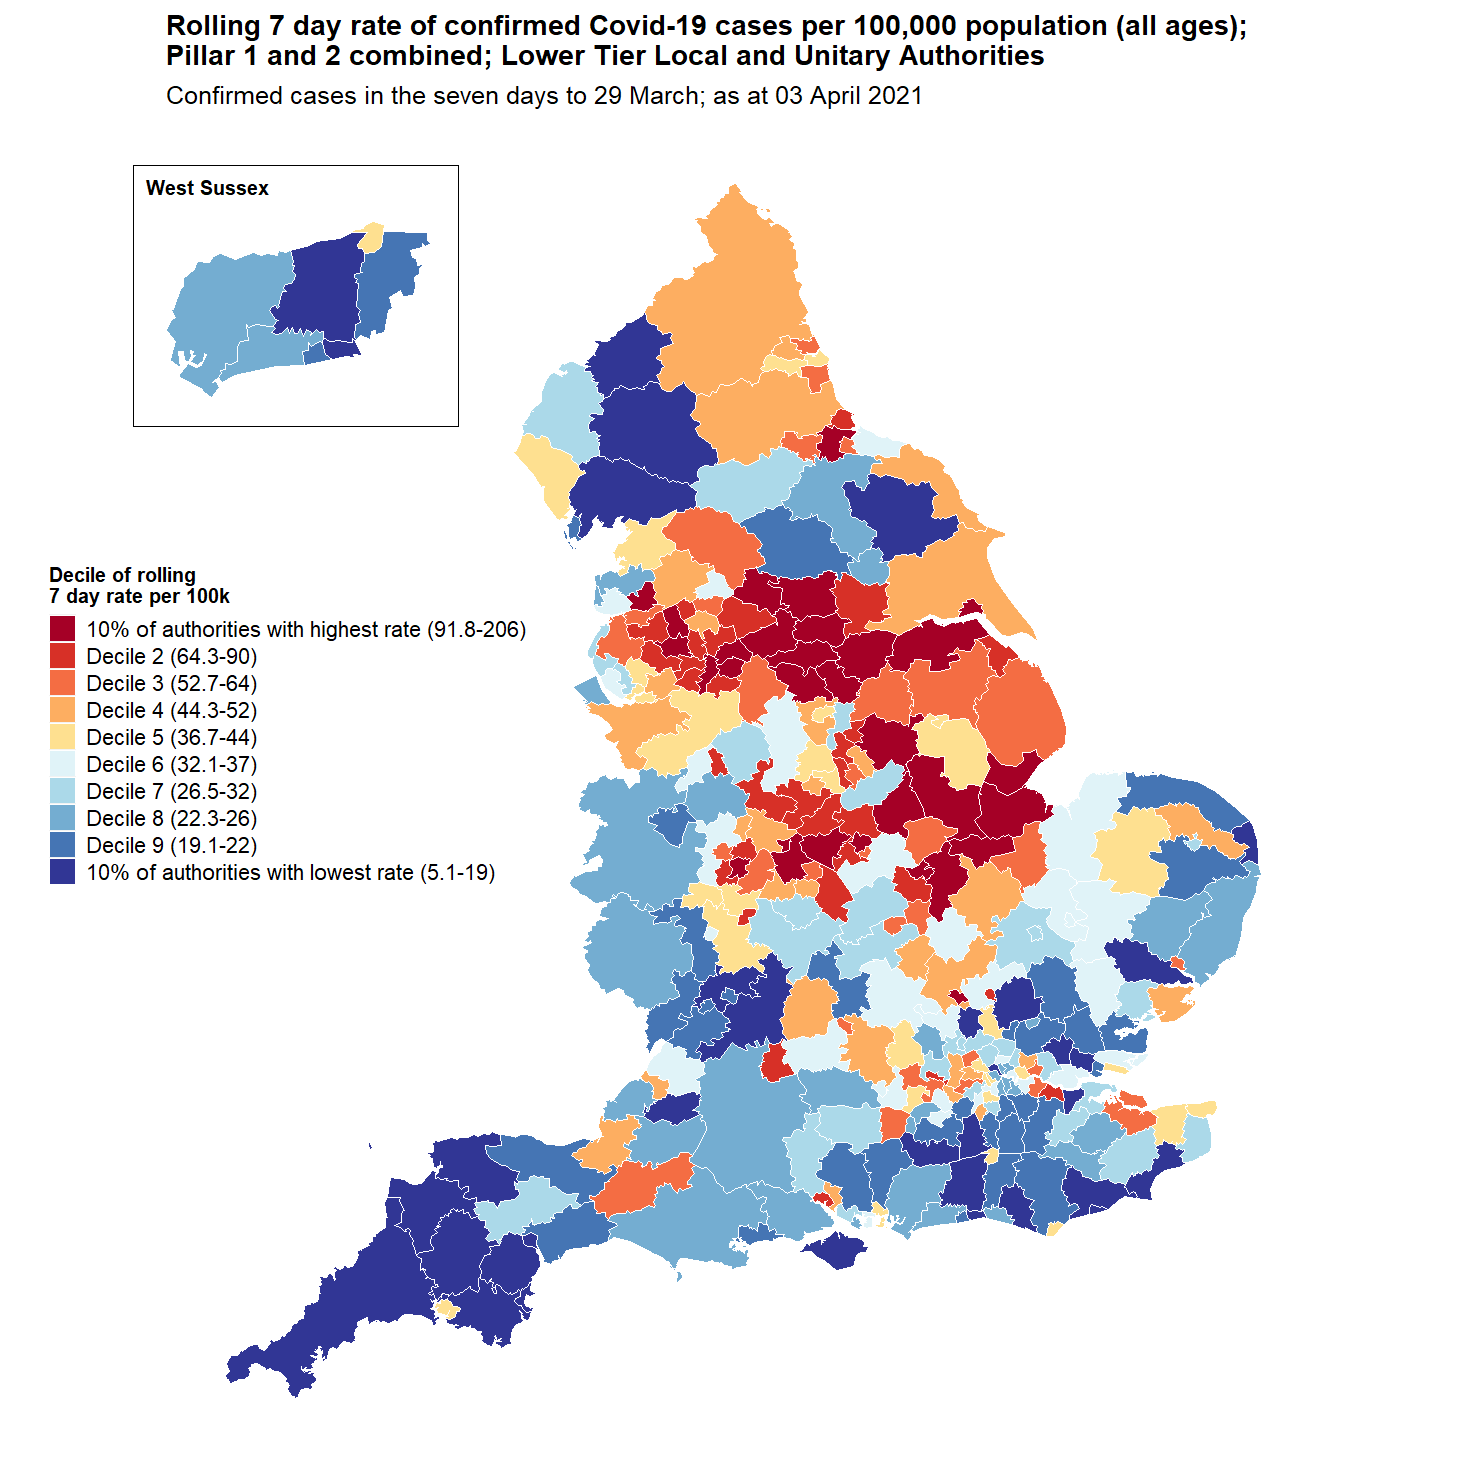 Rolling 7 day rate of confirmed Covid-19 cases per 100,000 population (all ages);
Pillar 1 and 2 combined; Lower Tier Local and Unitary Authorities
Confirmed cases in the seven days to 29 March; as at 03 April 2021
West Sussex
Decile of rolling
7 day rate per 100k
10% of authorities with highest rate (91.8-206)
Decile 2 (64.3-90)
Decile 3 (52.7-64)
Decile 4 (44.3-52)
Decile 5 (36.7-44)
Decile 6 (32.1-37)
Decile 7 (26.5-32)
Decile 8 (22.3-26)
Decile 9 (19.1-22)
10% of authorities with lowest rate (5.1-19)